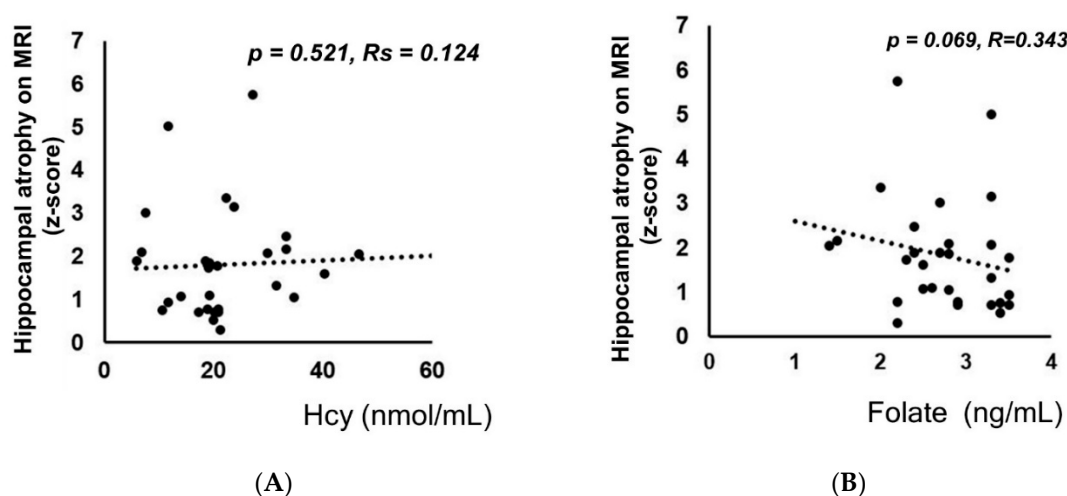 Hippocampal atrophy on MRI
(z-score)
p = 0.521, Rs = 0.124
7
6
5
4
3
2
1
0
0
20
40
60
Hcy (nmol/mL)
(A)
Hippocampal atrophy on MRI
(z-score)
p = 0.069, R=0.343
7
6
5
4
3
2
1
0
0
1
2
3
4
Folate (ng/mL)
(B)